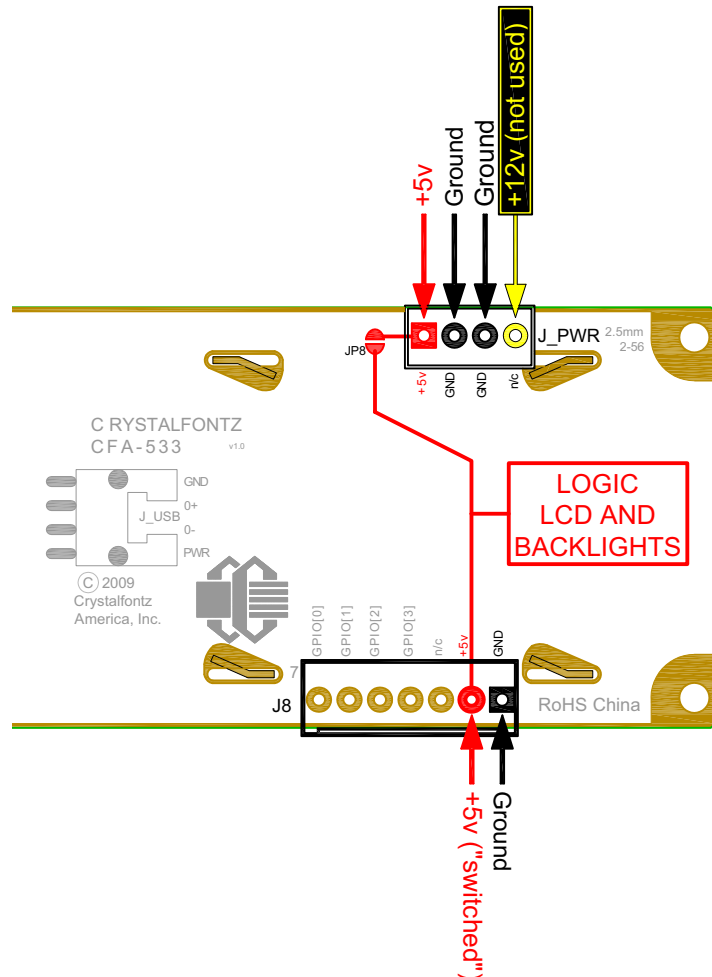 +5v
Ground
Ground
+12v (not used)
JP8
J_PWR
2.5mm
2-56
+5v
GND
GND
n/c
C RYSTALFONTZ
CFA-533
v1.0
GND
0+
J_USB
0-
PWR
C 2009
Crystalfontz
America, Inc.
LOGIC
LCD AND
BACKLIGHTS
GPIO[0]
GPIO[1]
GPIO[2]
GPIO[3]
n/c
+5v
GND
7
J8
RoHS China
+5v ("switched")
Ground